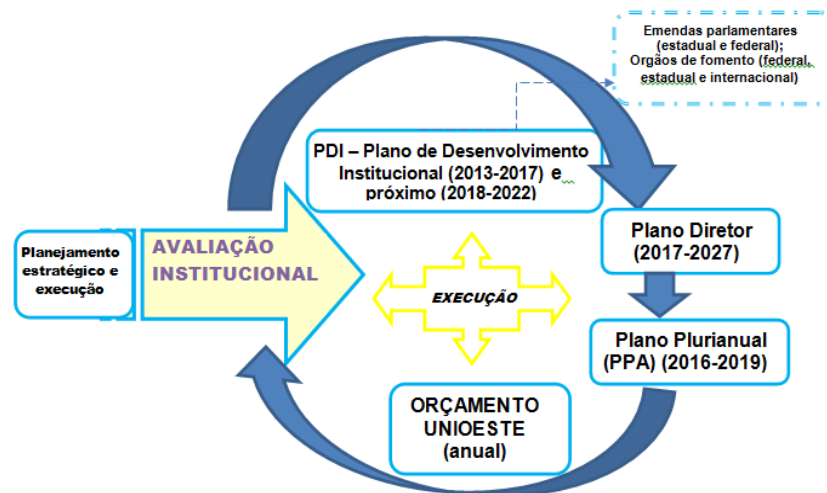 Emendas parlamentares
(estadual e federal);
Orgãos de fomento (federal,
estadual e internacional)
PDI – Plano de Desenvolvimento
Institucional (2013-2017) e
próximo (2018-2022)
Planejamento
estratégico e
execução
AVALIAÇÃO
INSTITUCIONAL
Plano Diretor
(2017-2027)
EXECUÇÃO
Plano Plurianual
(PPA) (2016-2019)
ORÇAMENTO
UNIOESTE
(anual)